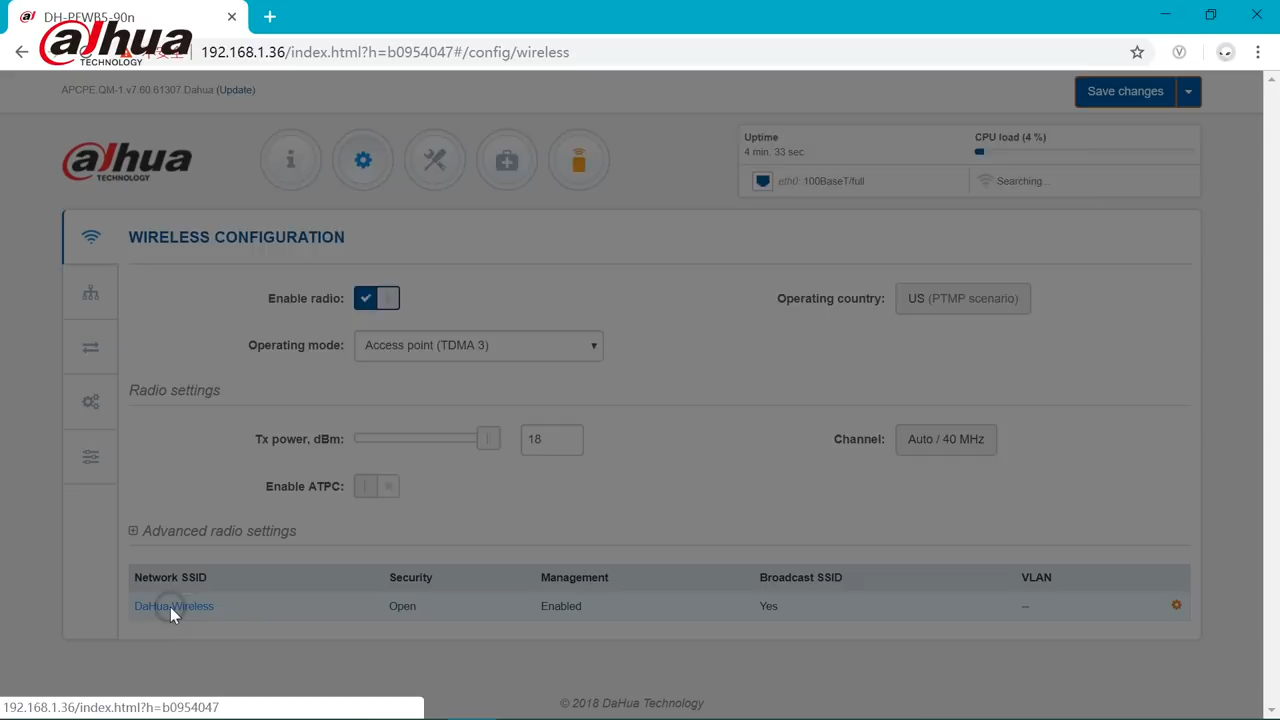 DH-PFWB5-90n
alhua
TECHNOLOGY
192.168.1.36/index.html?h=b0954047#/config/wireless
APCPE.QM-1.v7.60.61307.Dahua (Update)
Save changes
alhua
TECHNOLOGY
Uptime
4 min. 33 sec
CPU load (4 %)
eth0: 100BaseT/full
Searching...
WIRELESS CONFIGURATION
Enable radio:
Operating country: US (PTMP scenario)
Operating mode: Access point (TDMA 3)
Radio settings
Tx power, dBm: 18
Channel: Auto / 40 MHz
Enable ATPC:
Advanced radio settings
Network SSID Security Management Broadcast SSID VLAN
DaHua-Wireless Open Enabled Yes --
© 2018 DaHua Technology
192.168.1.36/index.html?h=b0954047